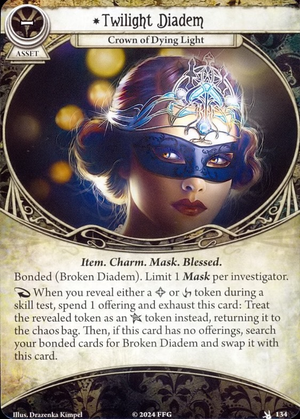 Twilight Diadem
ASSET
Crown of Dying Light
Item. Charm. Mask. Blessed.
Bonded (Broken Diadem). Limit 1 Mask per investigator.
When you reveal either a or token during a
skill test, spend 1 offering and exhaust this card: Treat
the revealed token as an token instead, returning it to
the chaos bag. Then, if this card has no offerings, search
your bonded cards for Broken Diadem and swap it with
this card.
Illus. Drazenka Kimpel
© 2024 FFG
134